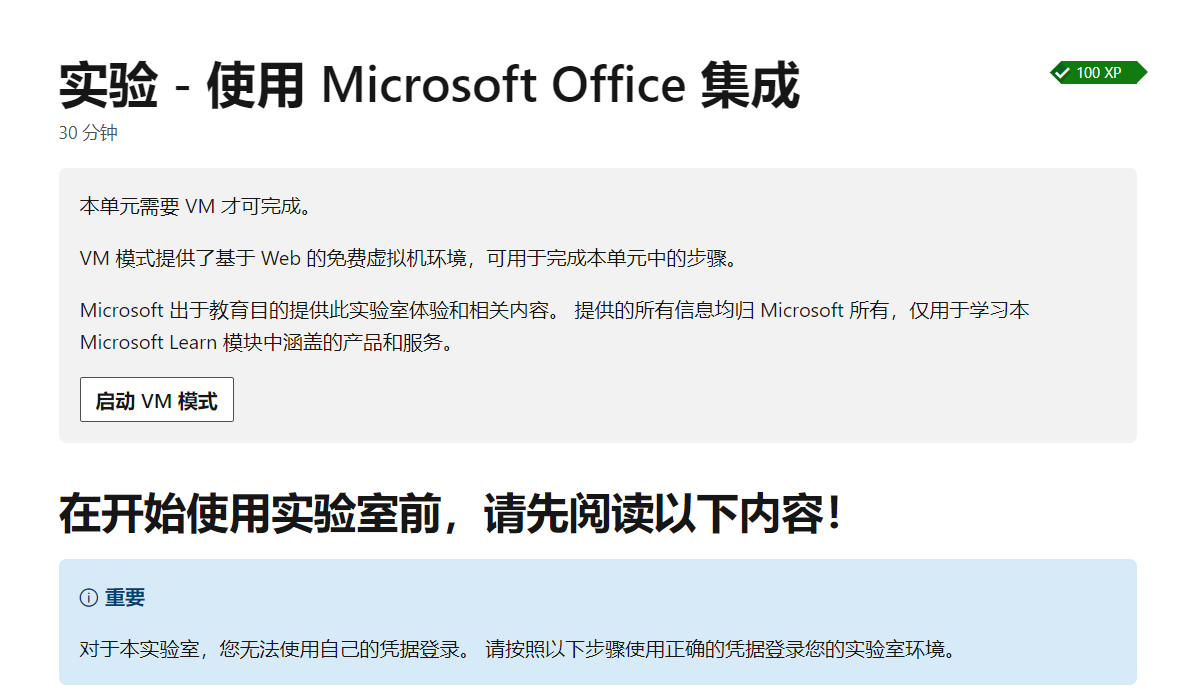 实验 - 使用 Microsoft Office 集成
100 XP
30 分钟
本单元需要 VM 才可完成。
VM 模式提供了基于 Web 的免费虚拟机环境，可用于完成本单元中的步骤。
Microsoft 出于教育目的提供此实验室体验和相关内容。 提供的所有信息均归 Microsoft 所有，仅用于学习本
Microsoft Learn 模块中涵盖的产品和服务。
启动 VM 模式
在开始使用实验室前，请先阅读以下内容！
重要
对于本实验室，您无法使用自己的凭据登录。 请按照以下步骤使用正确的凭据登录您的实验室环境。